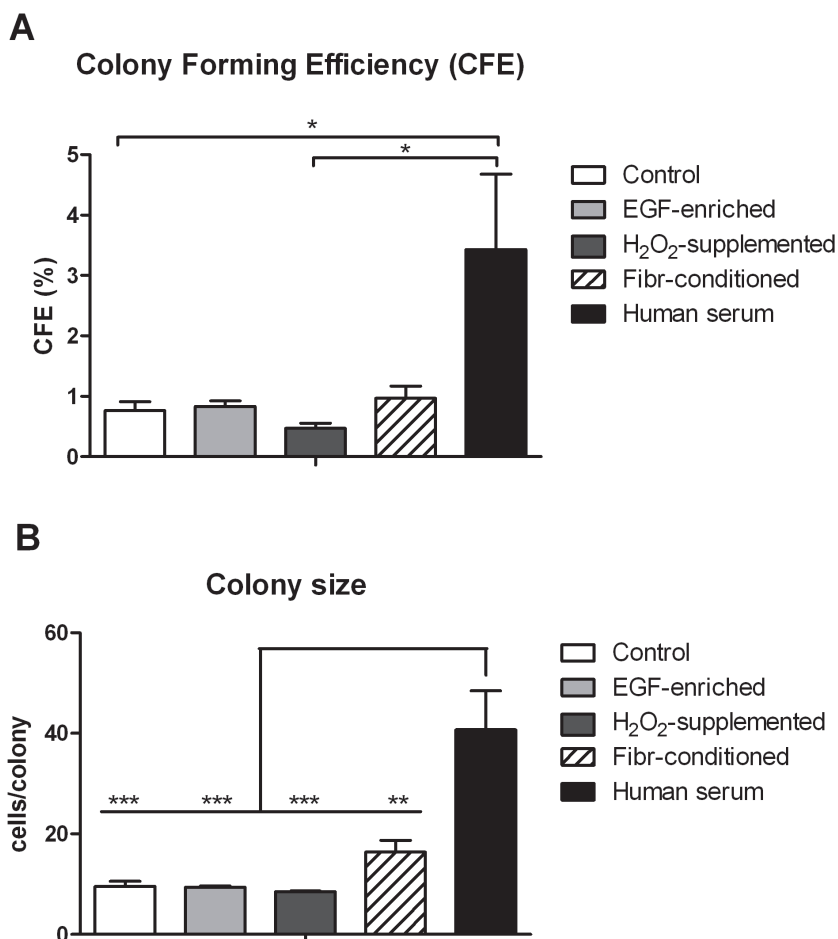 A
Colony Forming Efficiency (CFE)
*
*
5
4
3
2
1
0
CFE (%)
Control
EGF-enriched
H₂O₂-supplemented
Fibr-conditioned
Human serum
B
Colony size
60
40
20
0
cells/colony
*** *** *** **
Control
EGF-enriched
H₂O₂-supplemented
Fibr-conditioned
Human serum